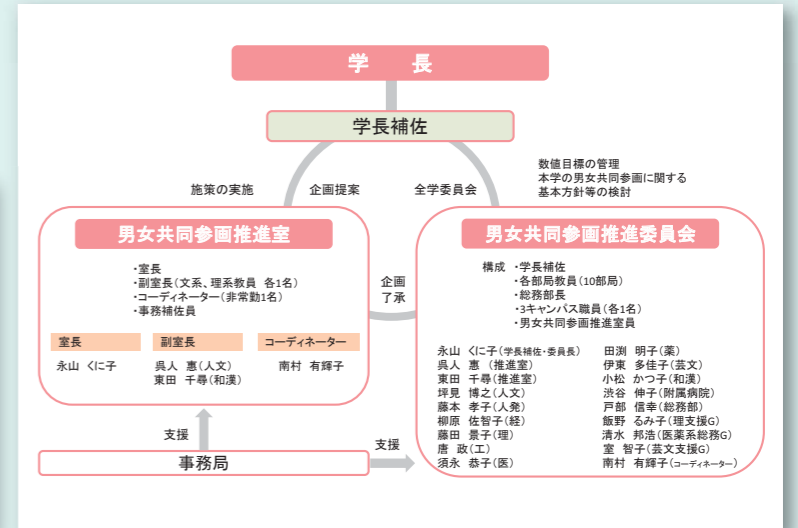 学　長
学長補佐
施策の実施
企画提案
全学委員会
数値目標の管理
本学の男女共同参画に関する
基本方針等の検討
男女共同参画推進室
・室長
・副室長（文系、理系教員　各1名）
・コーディネーター（非常勤1名）
・事務補佐員
室長
副室長
コーディネーター
永山　くに子
呉人　惠（人文）
東田　千尋（和漢）
南村　有輝子
企画
了承
男女共同参画推進委員会
構成　・学長補佐
・各部局教員（10部局）
・総務部長
・3キャンパス職員（各1名）
・男女共同参画推進室員
永山　くに子（学長補佐・委員長）
呉人　惠　（推進室）
東田　千尋（推進室）
坪見　博之（人文）
藤本　孝子（人発）
柳原　佐智子（経）
藤田　景子（理）
唐　政（工）
須永　恭子（医）
田渕　明子（薬）
伊東　多佳子（芸文）
小松　かつ子（和漢）
渋谷　伸子（附属病院）
戸部　信幸（総務部）
飯野　るみ子（理支援G）
清水　邦浩（医薬系総務G）
室　智子（芸文支援G）
南村　有輝子（コーディネーター）
支援
事務局
支援